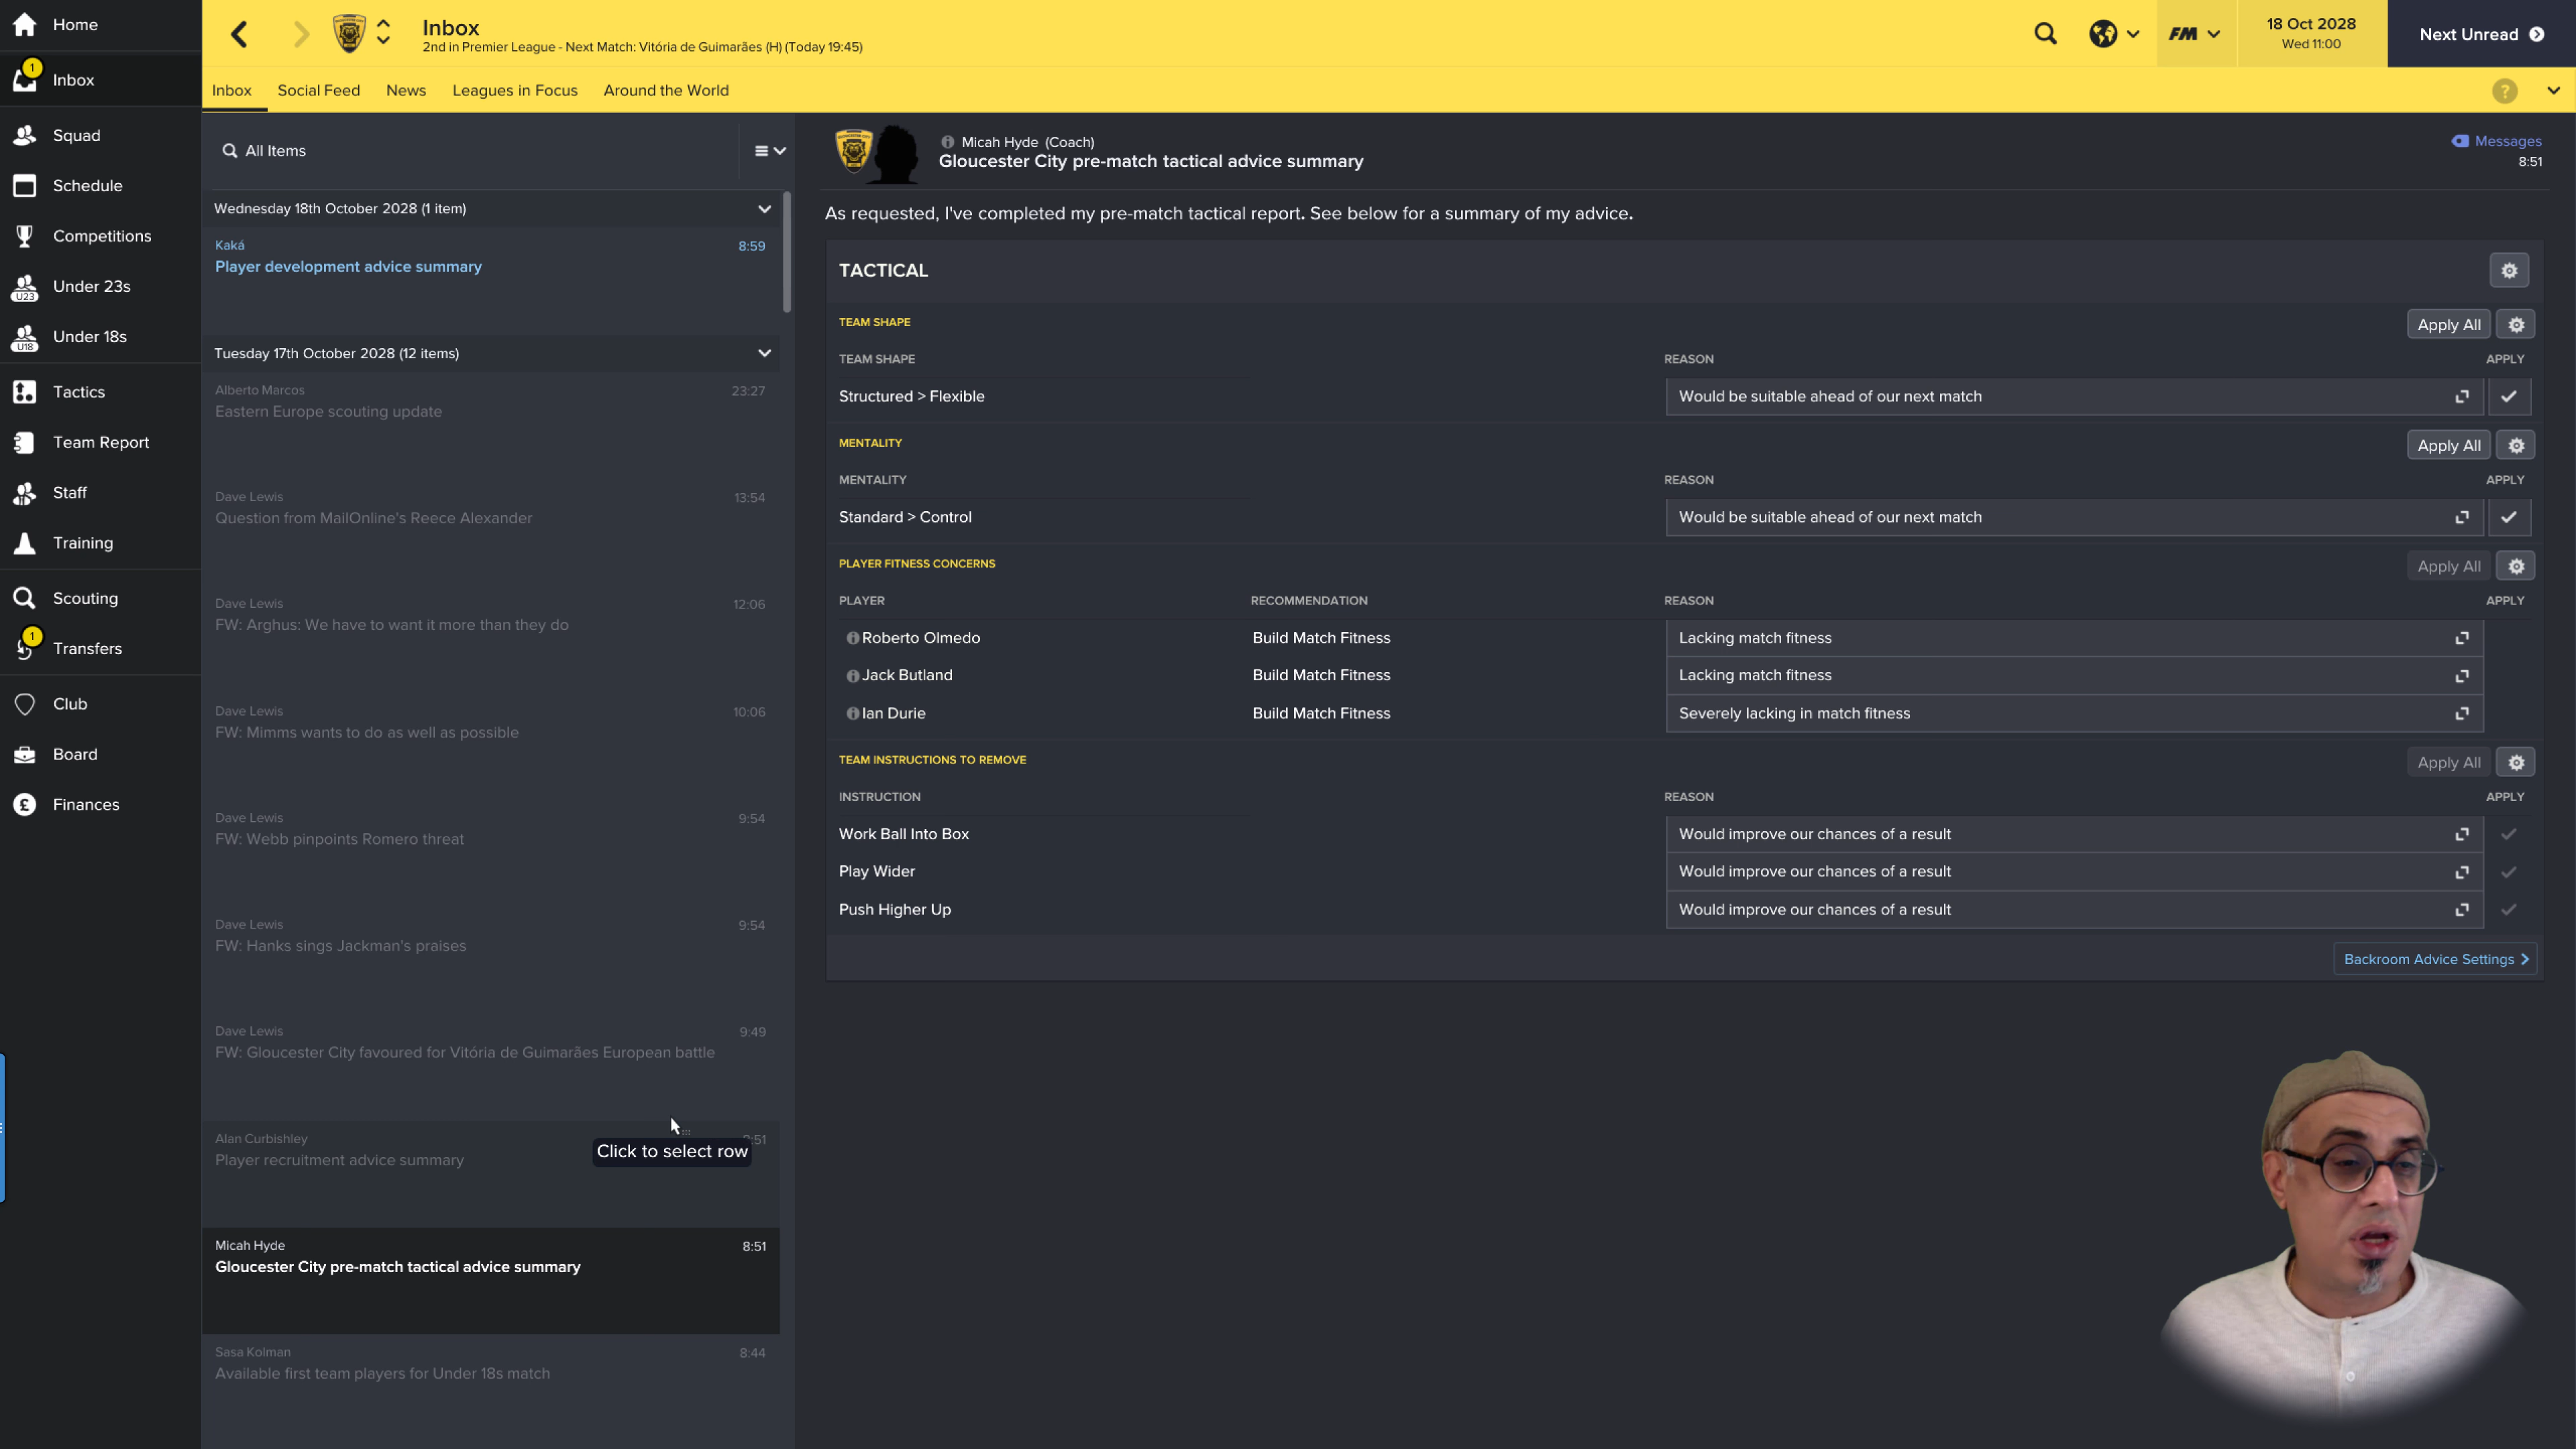 Home
Inbox
1
Squad
Schedule
Competitions
Under 23s
U23
Under 18s
U18
Tactics
Team Report
Staff
Training
Scouting
Transfers
1
Club
Board
Finances
Inbox
2nd in Premier League - Next Match: Vitória de Guimarães (H) (Today 19:45)
FM
18 Oct 2028
Wed 11:00
Next Unread
Inbox Social Feed News Leagues in Focus Around the World
?
All Items
Wednesday 18th October 2028 (1 item)
Kaká 8:59
Player development advice summary
Tuesday 17th October 2028 (12 items)
Alberto Marcos 23:27
Eastern Europe scouting update
Dave Lewis 13:54
Question from MailOnline's Reece Alexander
Dave Lewis 12:06
FW: Arghus: We have to want it more than they do
Dave Lewis 10:06
FW: Mimms wants to do as well as possible
Dave Lewis 9:54
FW: Webb pinpoints Romero threat
Dave Lewis 9:54
FW: Hanks sings Jackman's praises
Dave Lewis 9:49
FW: Gloucester City favoured for Vitória de Guimarães European battle
Alan Curbishley :51
Player recruitment advice summary
Click to select row
Micah Hyde 8:51
Gloucester City pre-match tactical advice summary
Sasa Kolman 8:44
Available first team players for Under 18s match
Micah Hyde (Coach)
Gloucester City pre-match tactical advice summary
Messages
8:51
As requested, I've completed my pre-match tactical report. See below for a summary of my advice.
TACTICAL
TEAM SHAPE Apply All
TEAM SHAPE REASON APPLY
Structured > Flexible Would be suitable ahead of our next match
MENTALITY Apply All
MENTALITY REASON APPLY
Standard > Control Would be suitable ahead of our next match
PLAYER FITNESS CONCERNS Apply All
PLAYER RECOMMENDATION REASON APPLY
Roberto Olmedo Build Match Fitness Lacking match fitness
Jack Butland Build Match Fitness Lacking match fitness
Ian Durie Build Match Fitness Severely lacking in match fitness
TEAM INSTRUCTIONS TO REMOVE Apply All
INSTRUCTION REASON APPLY
Work Ball Into Box Would improve our chances of a result
Play Wider Would improve our chances of a result
Push Higher Up Would improve our chances of a result
Backroom Advice Settings